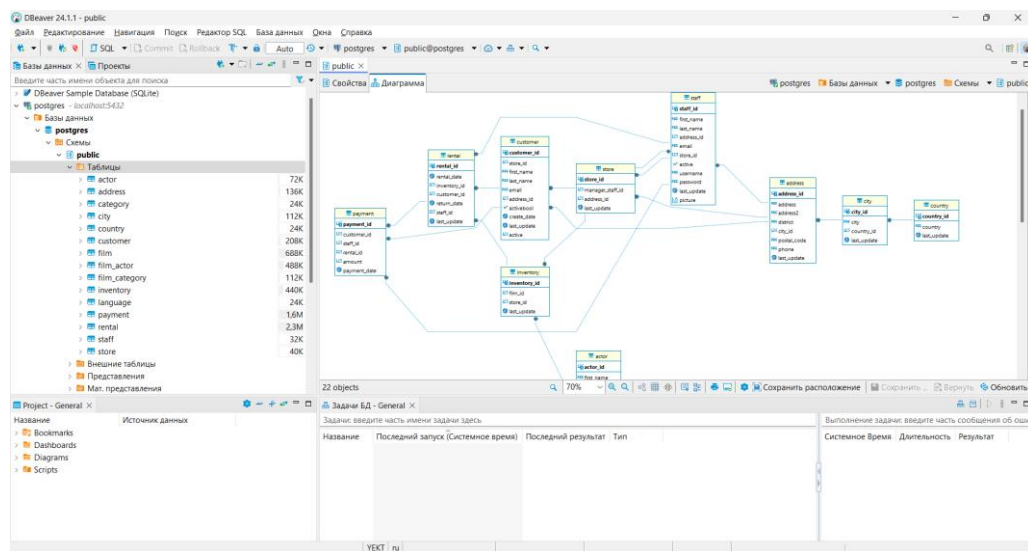 DBeaver 24.1.1 - public
Файл Редактирование Навигация Поиск Редактор SQL База данных Окна Справка
SQL Commit Rollback Auto postgres public@postgres
Базы данных Проекты
Введите часть имени объекта для поиска
DBeaver Sample Database (SQLite)
postgres - localhost:5432
Базы данных
postgres
Схемы
public
Таблицы
actor 72K
address 136K
category 24K
city 112K
country 24K
customer 208K
film 688K
film_actor 488K
film_category 112K
inventory 440K
language 24K
payment 1,6M
rental 2,3M
staff 32K
store 40K
Внешние таблицы
Представления
Мат. представления
public
Свойства Диаграмма
postgres Базы данных postgres Схемы public
staff
staff_id
first_name
last_name
address_id
email
store_id
active
username
password
last_update
picture
customer
customer_id
store_id
first_name
last_name
email
address_id
activebool
create_date
last_update
active
rental
rental_id
rental_date
inventory_id
customer_id
return_date
staff_id
last_update
store
store_id
manager_staff_id
address_id
last_update
address
address_id
address
address2
district
city_id
postal_code
phone
last_update
city
city_id
city
country_id
last_update
country
country_id
country
last_update
payment
payment_id
customer_id
staff_id
rental_id
amount
payment_date
inventory
inventory_id
film_id
store_id
last_update
actor
actor_id
first_name
22 objects
70%
Сохранить расположение Сохранить ... Вернуть Обновить
Project - General
Название Источник данных
Bookmarks
Dashboards
Diagrams
Scripts
Задачи БД - General
Задачи: введите часть имени задачи здесь
Название Последний запуск (Системное время) Последний результат Тип
Выполнение задачи: введите часть сообщения об
Системное Время Длительность Результат
YEKT ru